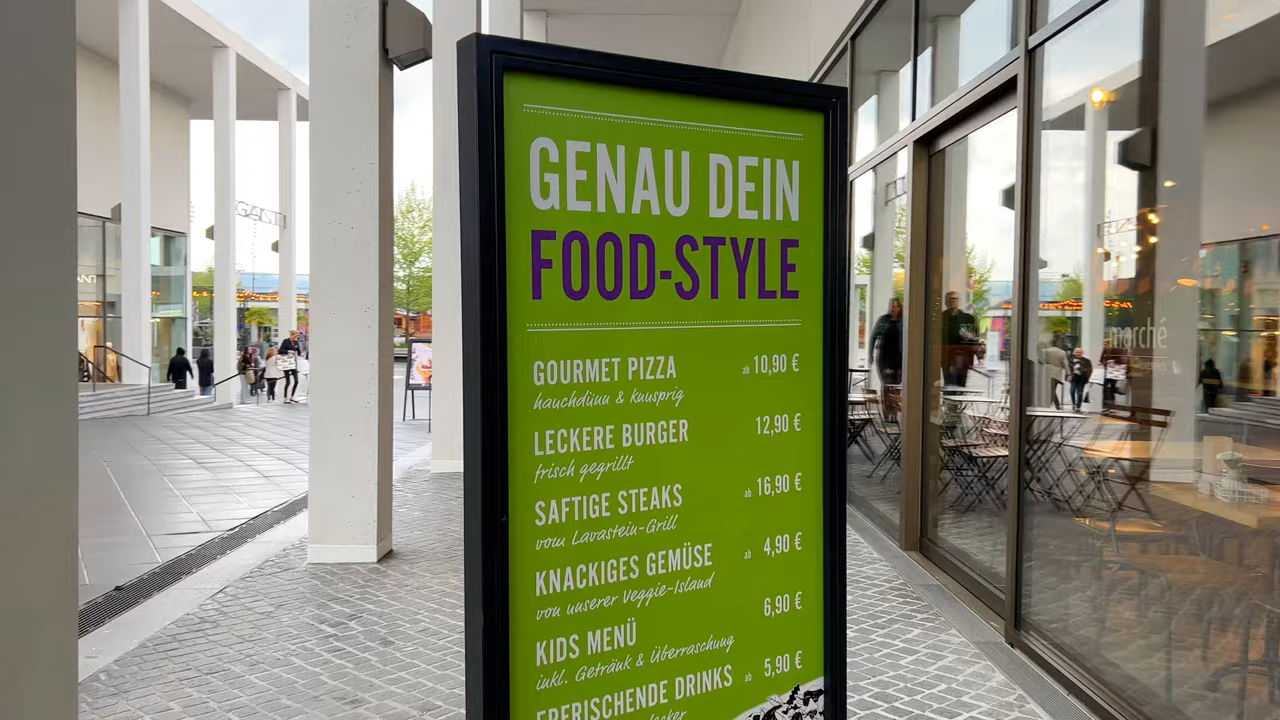 GENAU DEIN
FOOD-STYLE
GOURMET PIZZA ab 10,90 €
hauchdünn & knusprig
LECKERE BURGER 12,90 €
frisch gegrillt
SAFTIGE STEAKS ab 16,90 €
vom Lavastein-Grill
KNACKIGES GEMÜSE ab 4,90 €
von unserer Veggie-Island
KIDS MENÜ 6,90 €
inkl. Getränk & Überraschung
ERFRISCHENDE DRINKS ab 5,90 €
marché